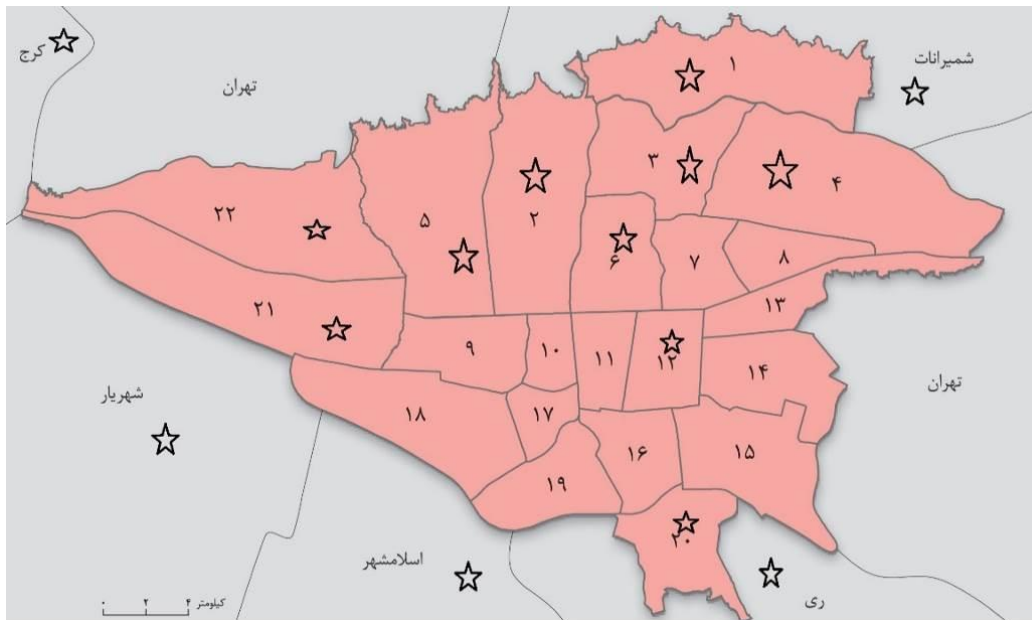 کرج
تهران
شمیرانات
۱
۳
۴
۲۲
۵
۲
۶
۷
۸
۲۱
۱۳
۹
۱۰
۱۱
۱۲
۱۴
شهریار
تهران
۱۸
۱۷
۱۶
۱۵
۱۹
۲۰
اسلامشهر
ری
۰ ۲ ۴ کیلومتر